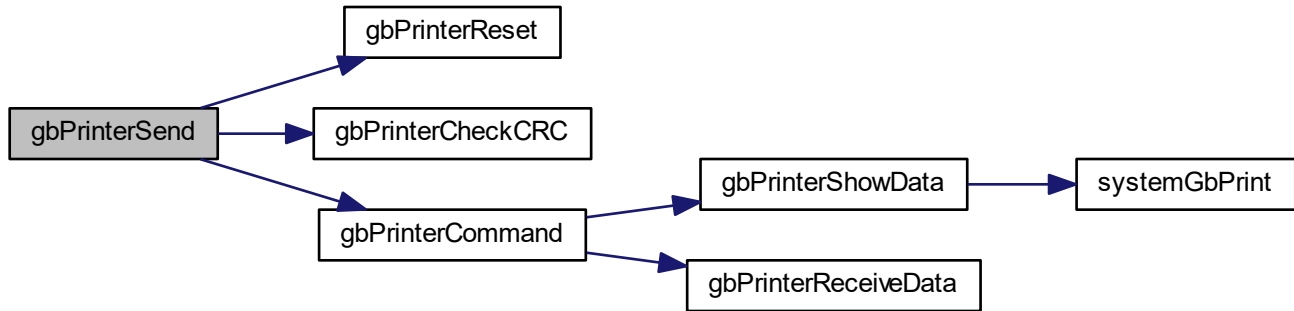 gbPrinterReset
gbPrinterSend
gbPrinterCheckCRC
gbPrinterShowData
systemGbPrint
gbPrinterCommand
gbPrinterReceiveData